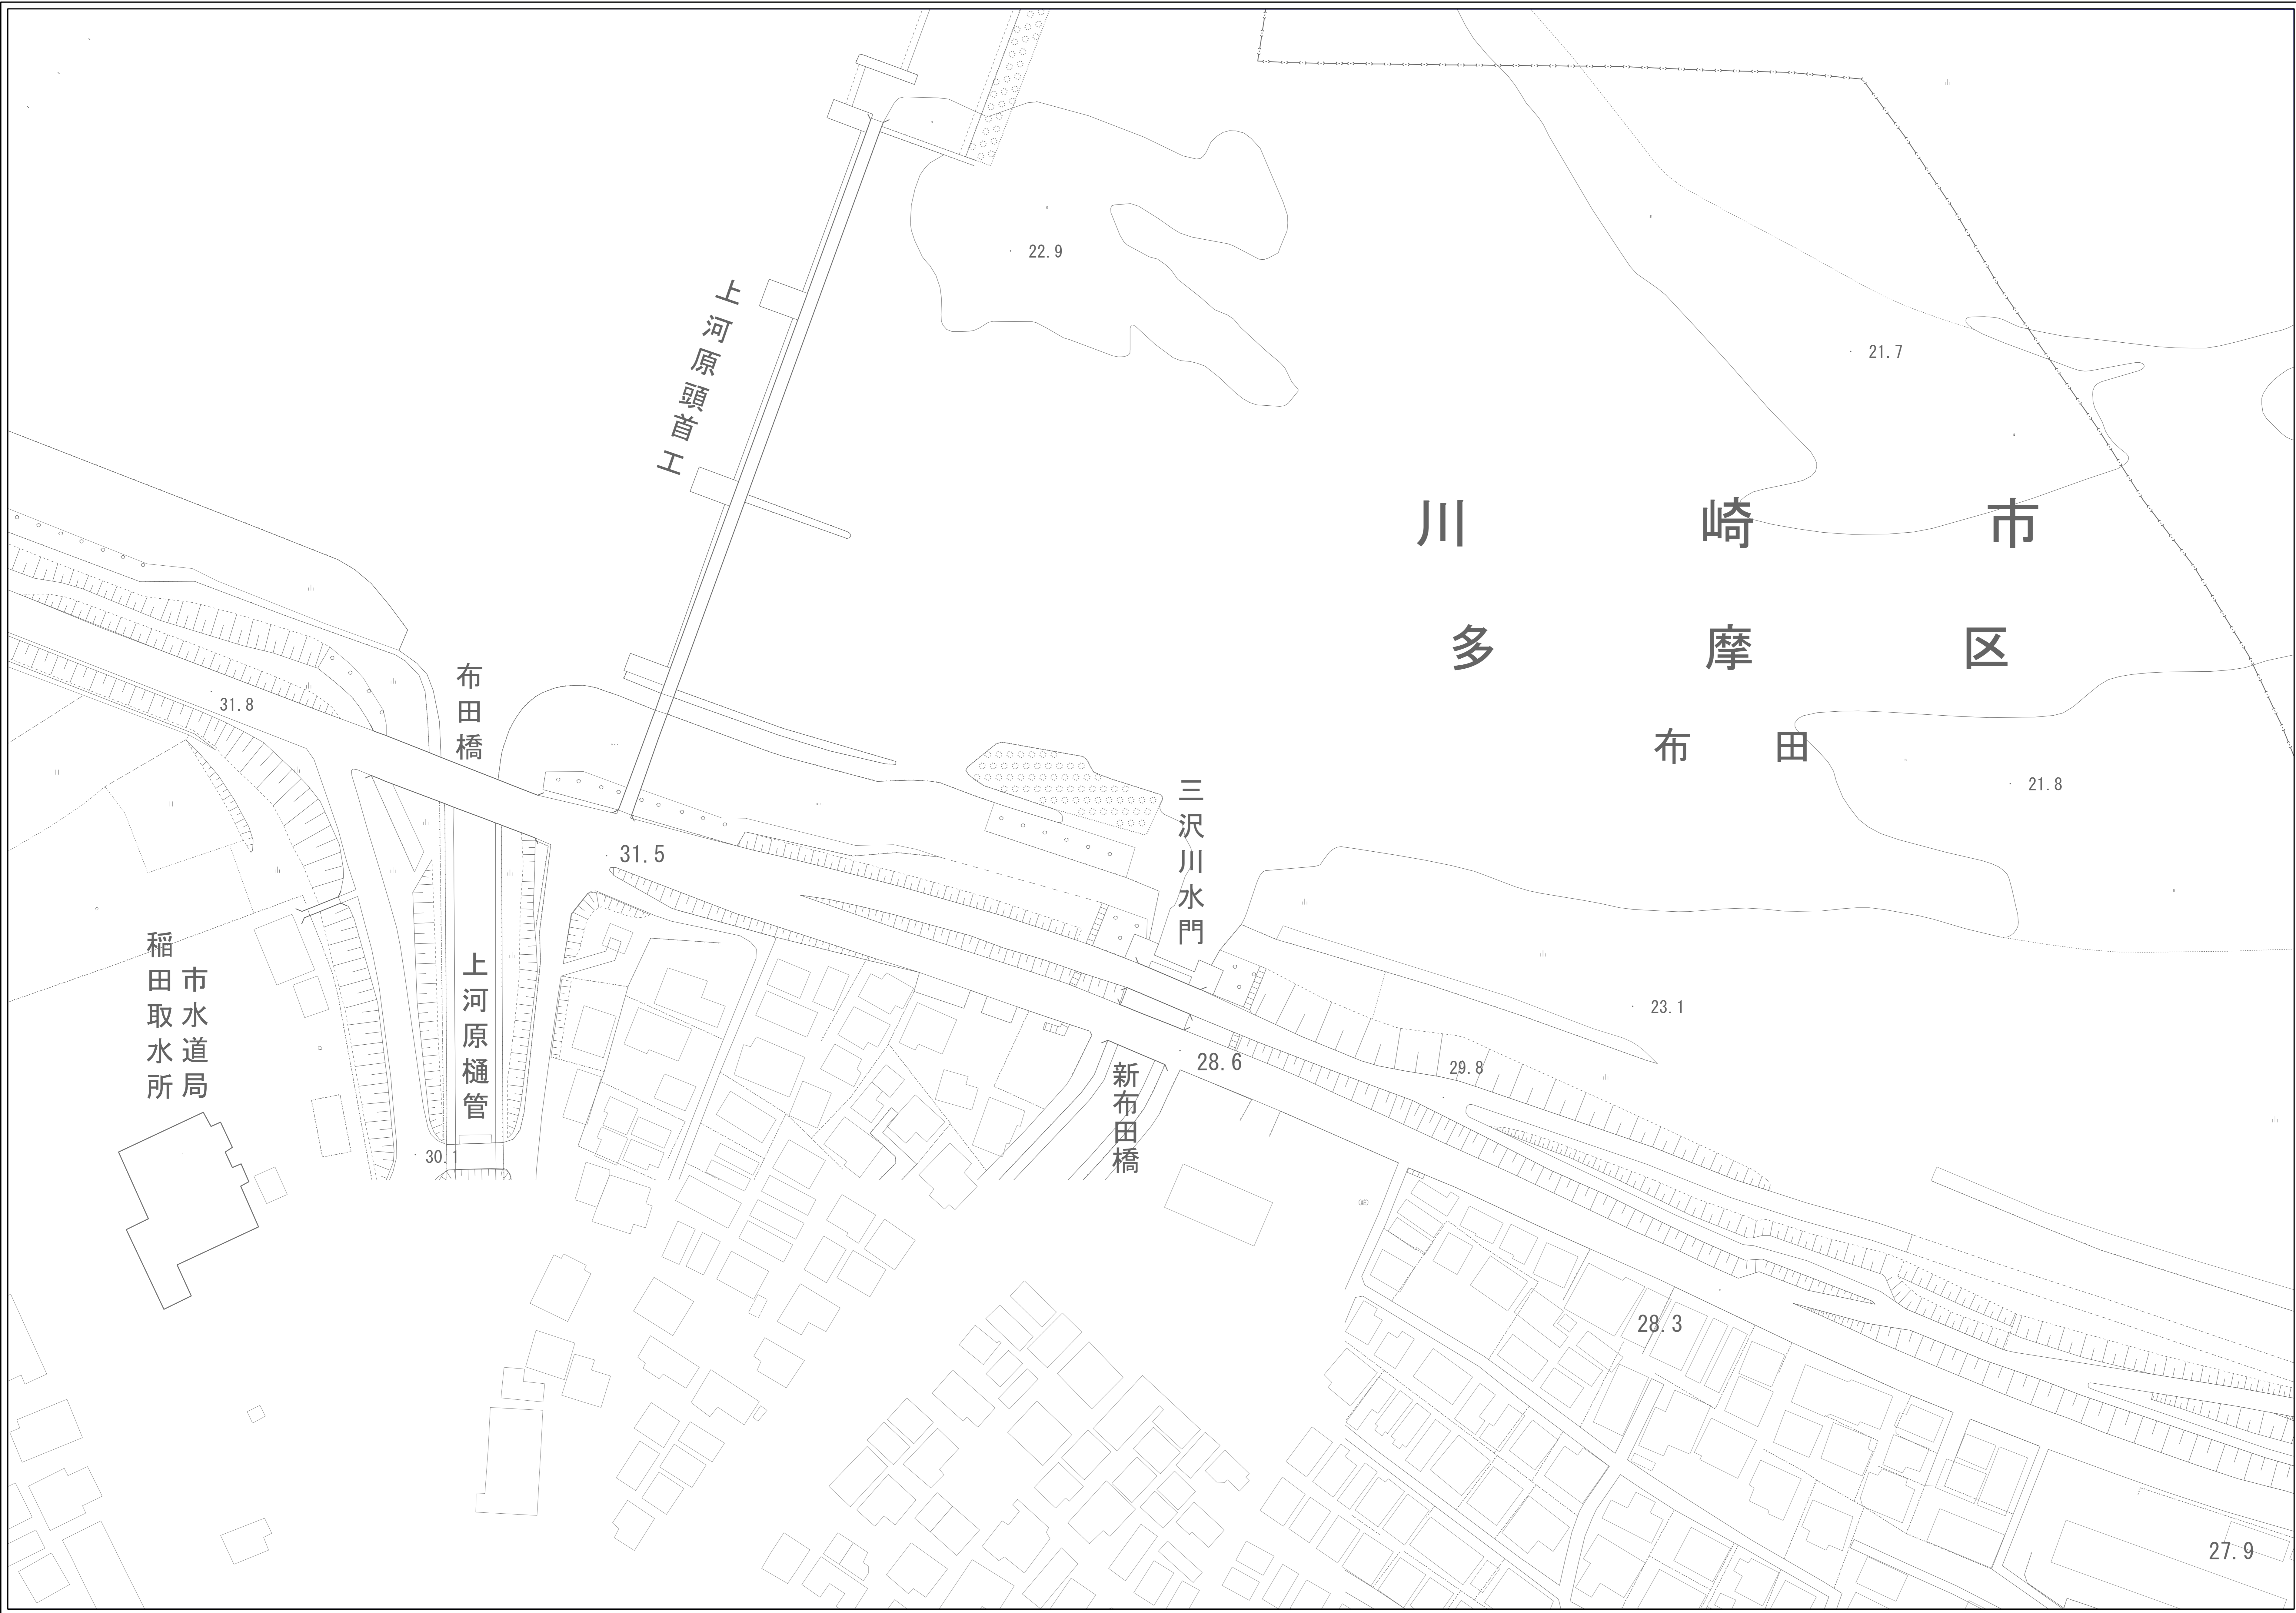 22.9
21.7
上河原頭首工
川崎市
多摩区
布田
31.8
布田橋
21.8
三沢川水門
31.5
稲田取水所
市水道局
上河原樋管
23.1
28.6
29.8
新布田橋
30.1
28.3
27.9